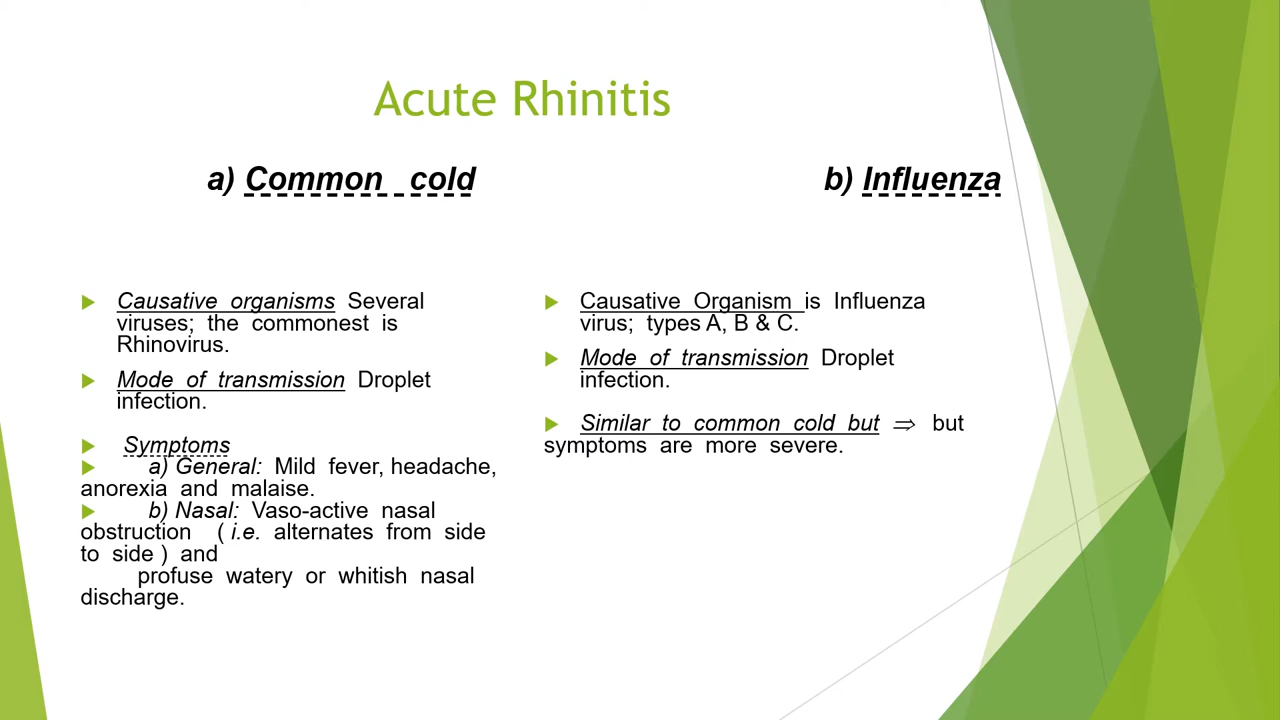 Acute Rhinitis
a) Common cold
Causative organisms Several
viruses; the commonest is
Rhinovirus.
Mode of transmission Droplet
infection.
Symptoms
a) General: Mild fever, headache,
anorexia and malaise.
b) Nasal: Vaso-active nasal
obstruction ( i.e. alternates from side
to side ) and
profuse watery or whitish nasal
discharge.
b) Influenza
Causative Organism is Influenza
virus; types A, B & C.
Mode of transmission Droplet
infection.
Similar to common cold but ⇒ but
symptoms are more severe.